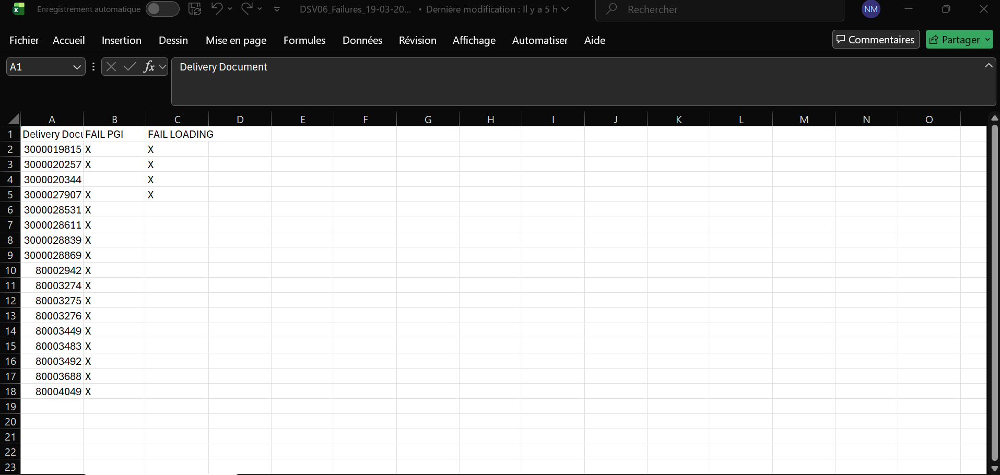 Enregistrement automatique DSV06_Failures_19-03-20... • Dernière modification : Il y a 5 h Rechercher NM
Fichier Accueil Insertion Dessin Mise en page Formules Données Révision Affichage Automatiser Aide Commentaires Partager
A1 fx Delivery Document
A B C D E F G H I J K L M N O
1 Delivery Docu FAIL PGI FAIL LOADING
2 3000019815 X X
3 3000020257 X X
4 3000020344 X
5 3000027907 X X
6 3000028531 X
7 3000028611 X
8 3000028839 X
9 3000028869 X
10 80002942 X
11 80003274 X
12 80003275 X
13 80003276 X
14 80003449 X
15 80003483 X
16 80003492 X
17 80003688 X
18 80004049 X
19
20
21
22
23